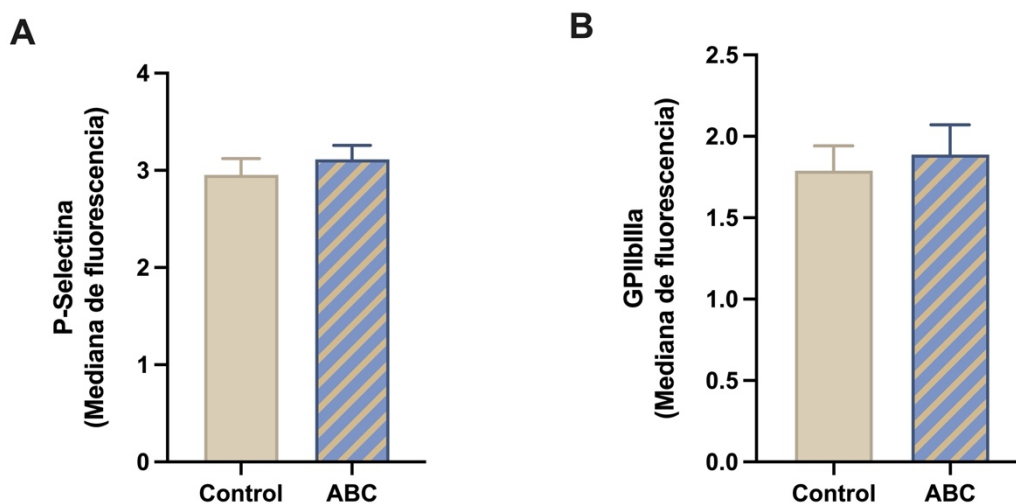 A
P-Selectina
(Mediana de fluorescencia)
4
3
2
1
0
Control
ABC
B
GPIIbIIIa
(Mediana de fluorescencia)
2.5
2.0
1.5
1.0
0.5
0.0
Control
ABC